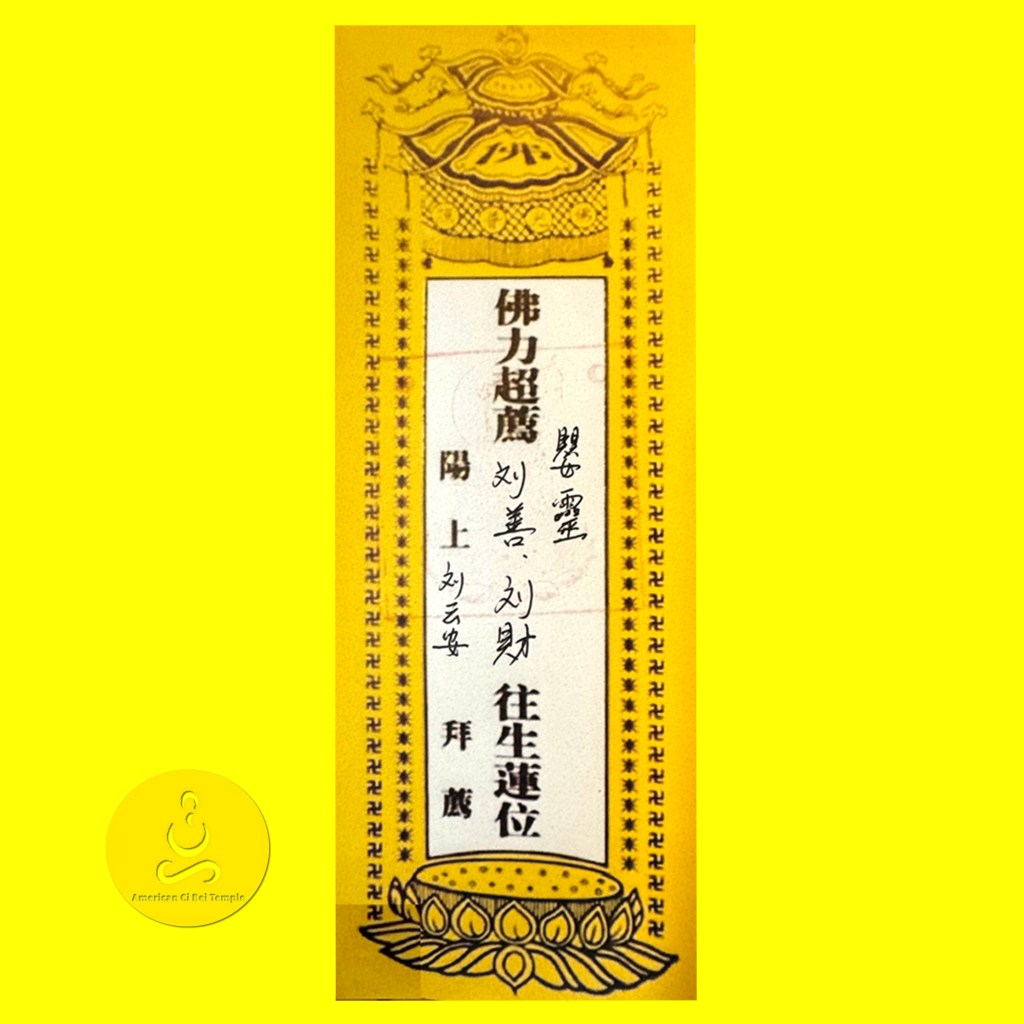 佛
嬰靈
佛力超薦刘善、刘財往生蓮位
陽上刘云安拜薦
American Ci Bei Temple